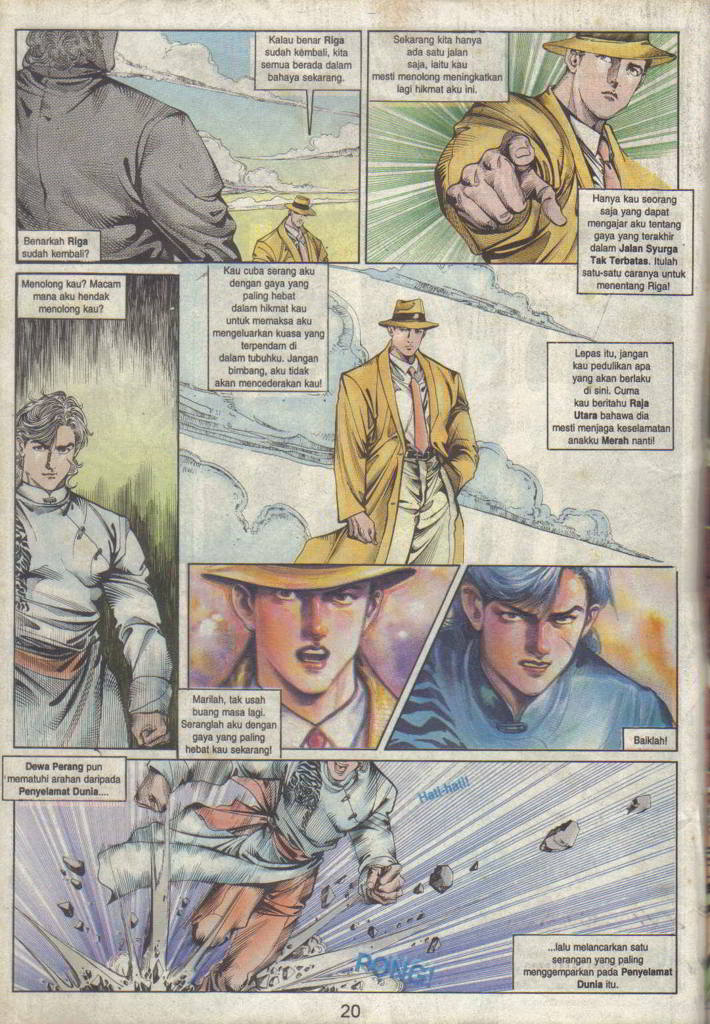 Kalau benar Riga
sudah kembali, kita
semua berada dalam
bahaya sekarang.
Benarkah Riga
sudah kembali?
Sekarang kita hanya
ada satu jalan
saja, iaitu kau
mesti menolong meningkatkan
lagi hikmat aku ini.
Hanya kau seorang
saja yang dapat
mengajar aku tentang
gaya yang terakhir
dalam Jalan Syurga
Tak Terbatas. Itulah
satu-satu caranya untuk
menentang Riga!
Menolong kau? Macam
mana aku hendak
menolong kau?
Kau cuba serang aku
dengan gaya yang
paling hebat
dalam hikmat kau
untuk memaksa aku
mengeluarkan kuasa yang
terpendam di
dalam tubuhku. Jangan
bimbang, aku tidak
akan mencederakan kau!
Lepas itu, jangan
kau pedulikan apa
yang akan berlaku
di sini. Cuma
kau beritahu Raja
Utara bahawa dia
mesti menjaga keselamatan
anakku Merah nanti!
Marilah, tak usah
buang masa lagi.
Seranglah aku dengan
gaya yang paling
hebat kau sekarang!
Baiklah!
Dewa Perang pun
mematuhi arahan daripada
Penyelamat Dunia....
Hati-hati!
RONG!
...lalu melancarkan satu
serangan yang paling
menggemparkan pada Penyelamat
Dunia itu.
20